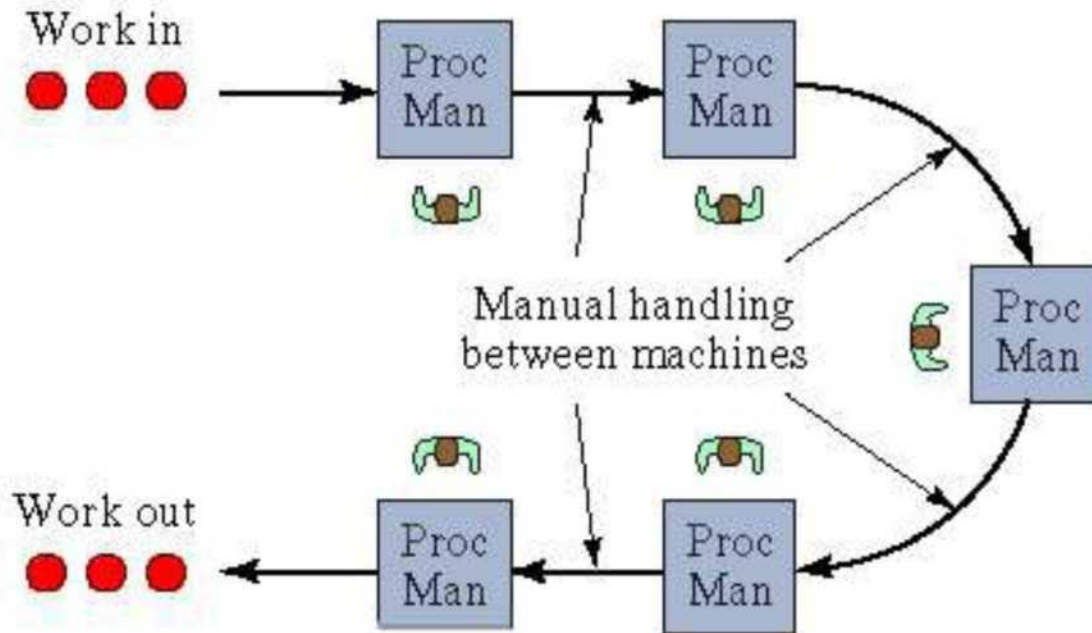 Work in
Proc
Man
Proc
Man
Proc
Man
Manual handling
between machines
Work out
Proc
Man
Proc
Man